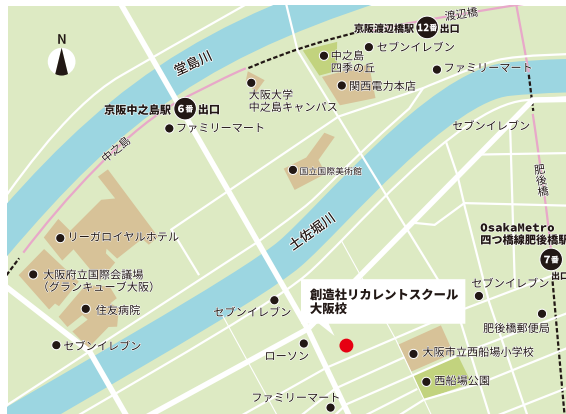 渡辺橋
京阪渡辺橋駅 12番 出口
N
セブンイレブン
堂島川
中之島
四季の丘
ファミリーマート
関西電力本店
大阪大学
中之島キャンパス
京阪中之島駅 6番 出口
ファミリーマート
セブンイレブン
中之島
国立国際美術館
肥後橋
土佐堀川
OsakaMetro
四つ橋線肥後橋駅
7番
出口
リーガロイヤルホテル
大阪府立国際会議場
(グランキューブ大阪)
セブンイレブン
創造社リカレントスクール
大阪校
住友病院
セブンイレブン
肥後橋郵便局
セブンイレブン
ローソン
大阪市立西船場小学校
西船場公園
ファミリーマート